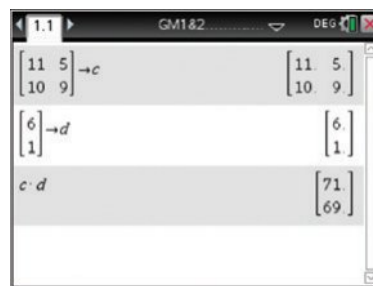 1.1 GM1&2 DEG
11 5 →c 11. 5.
10 9 10. 9.
6 →d 6.
1 1.
c·d 71.
69.